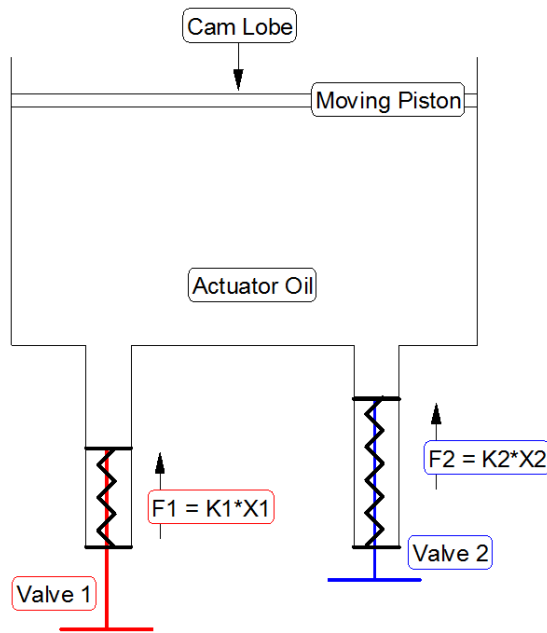 Cam Lobe
Moving Piston
Actuator Oil
F2 = K2*X2
F1 = K1*X1
Valve 2
Valve 1